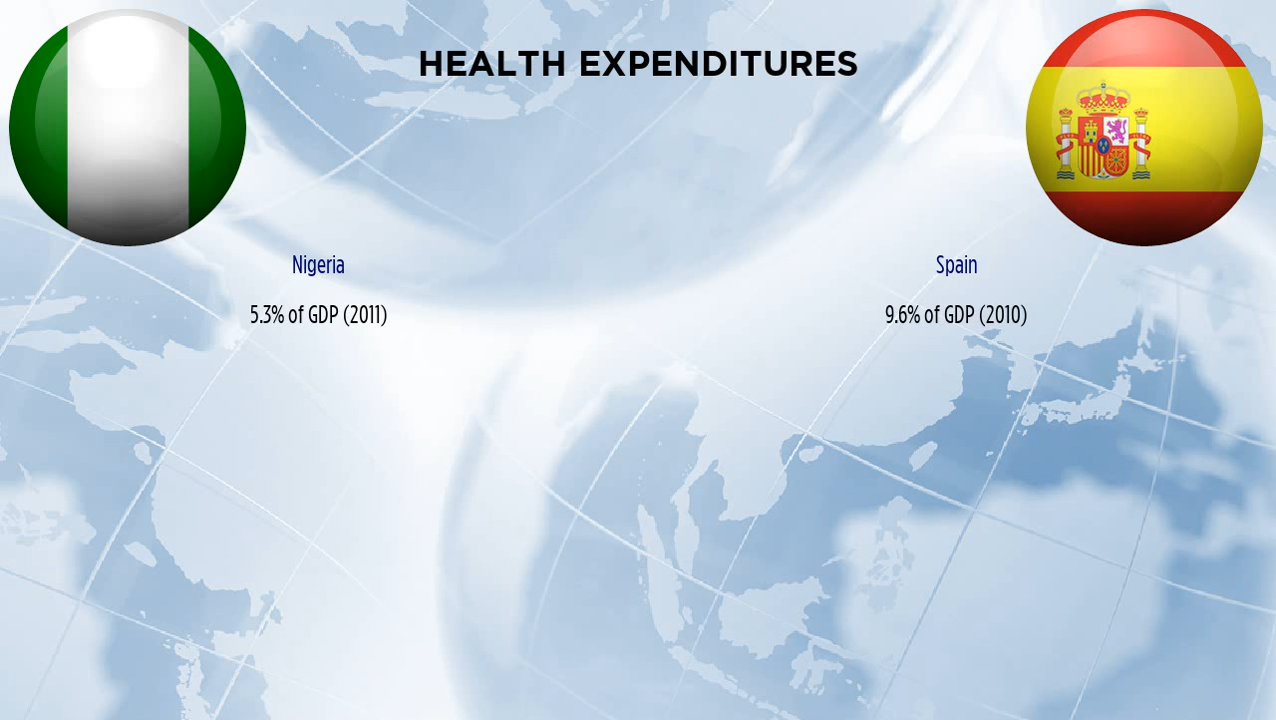 HEALTH EXPENDITURES
Nigeria
Spain
5.3% of GDP (2011)
9.6% of GDP (2010)